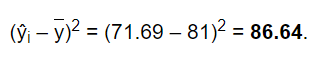 (ŷᵢ – y̅)² = (71.69 – 81)² = 86.64.